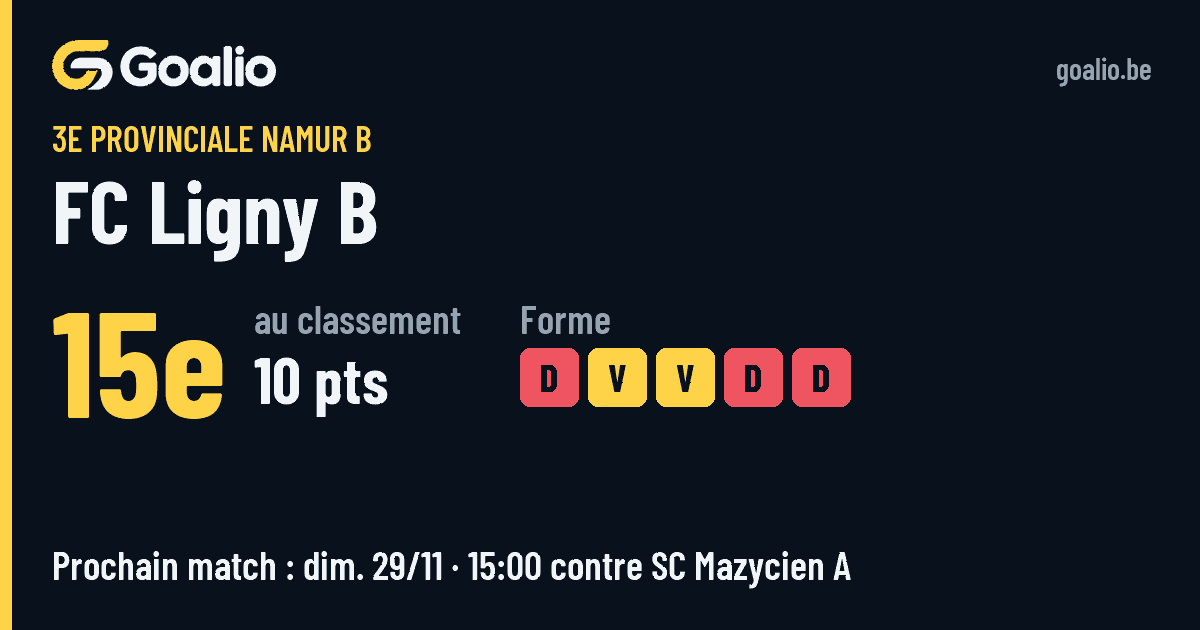 Goalio
goalio.be
3E PROVINCIALE NAMUR B
FC Ligny B
15e
au classement
10 pts
Forme
D V V D D
Prochain match : dim. 29/11 · 15:00 contre SC Mazycien A